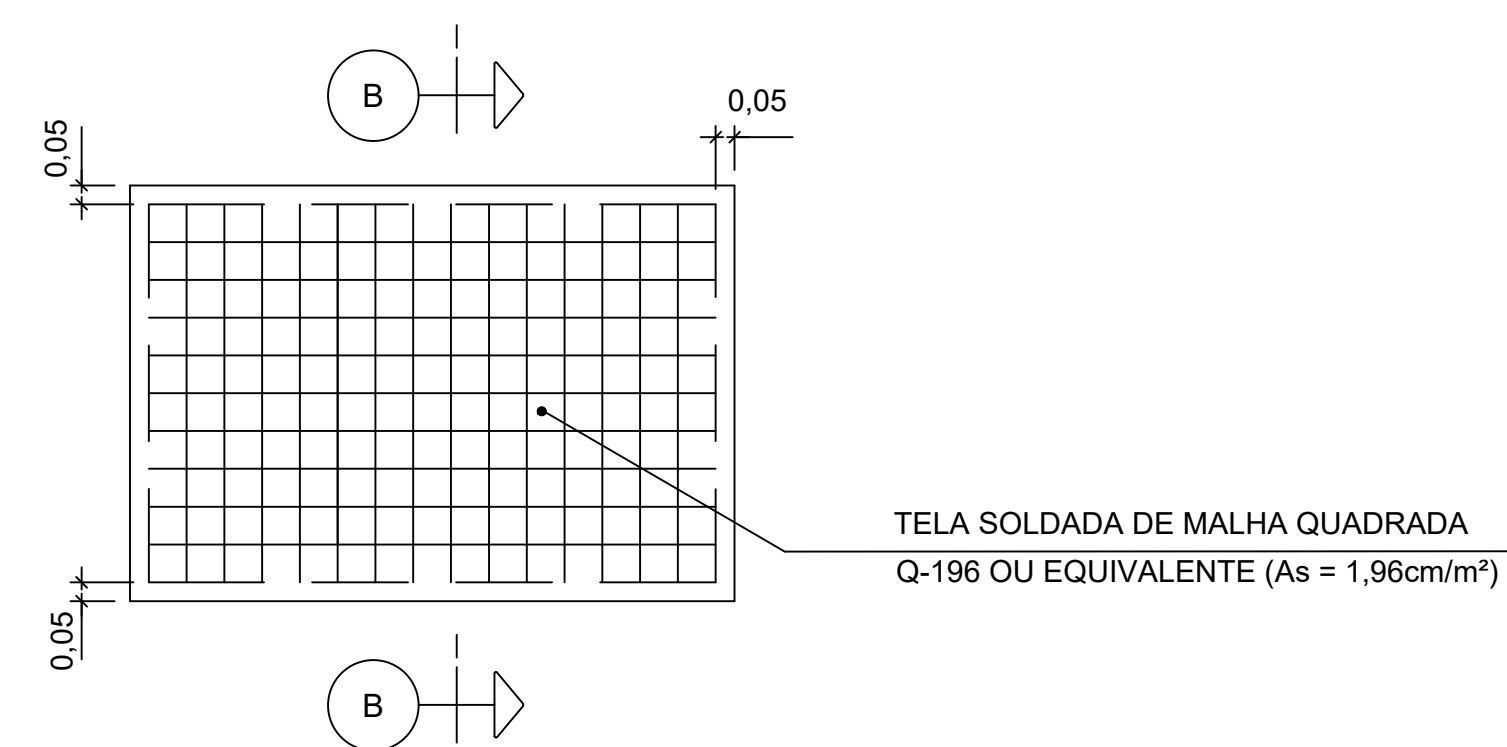 B
0,05
0,05
TELA SOLDADA DE MALHA QUADRADA
Q-196 OU EQUIVALENTE (As = 1,96cm/m²)
0,05
B